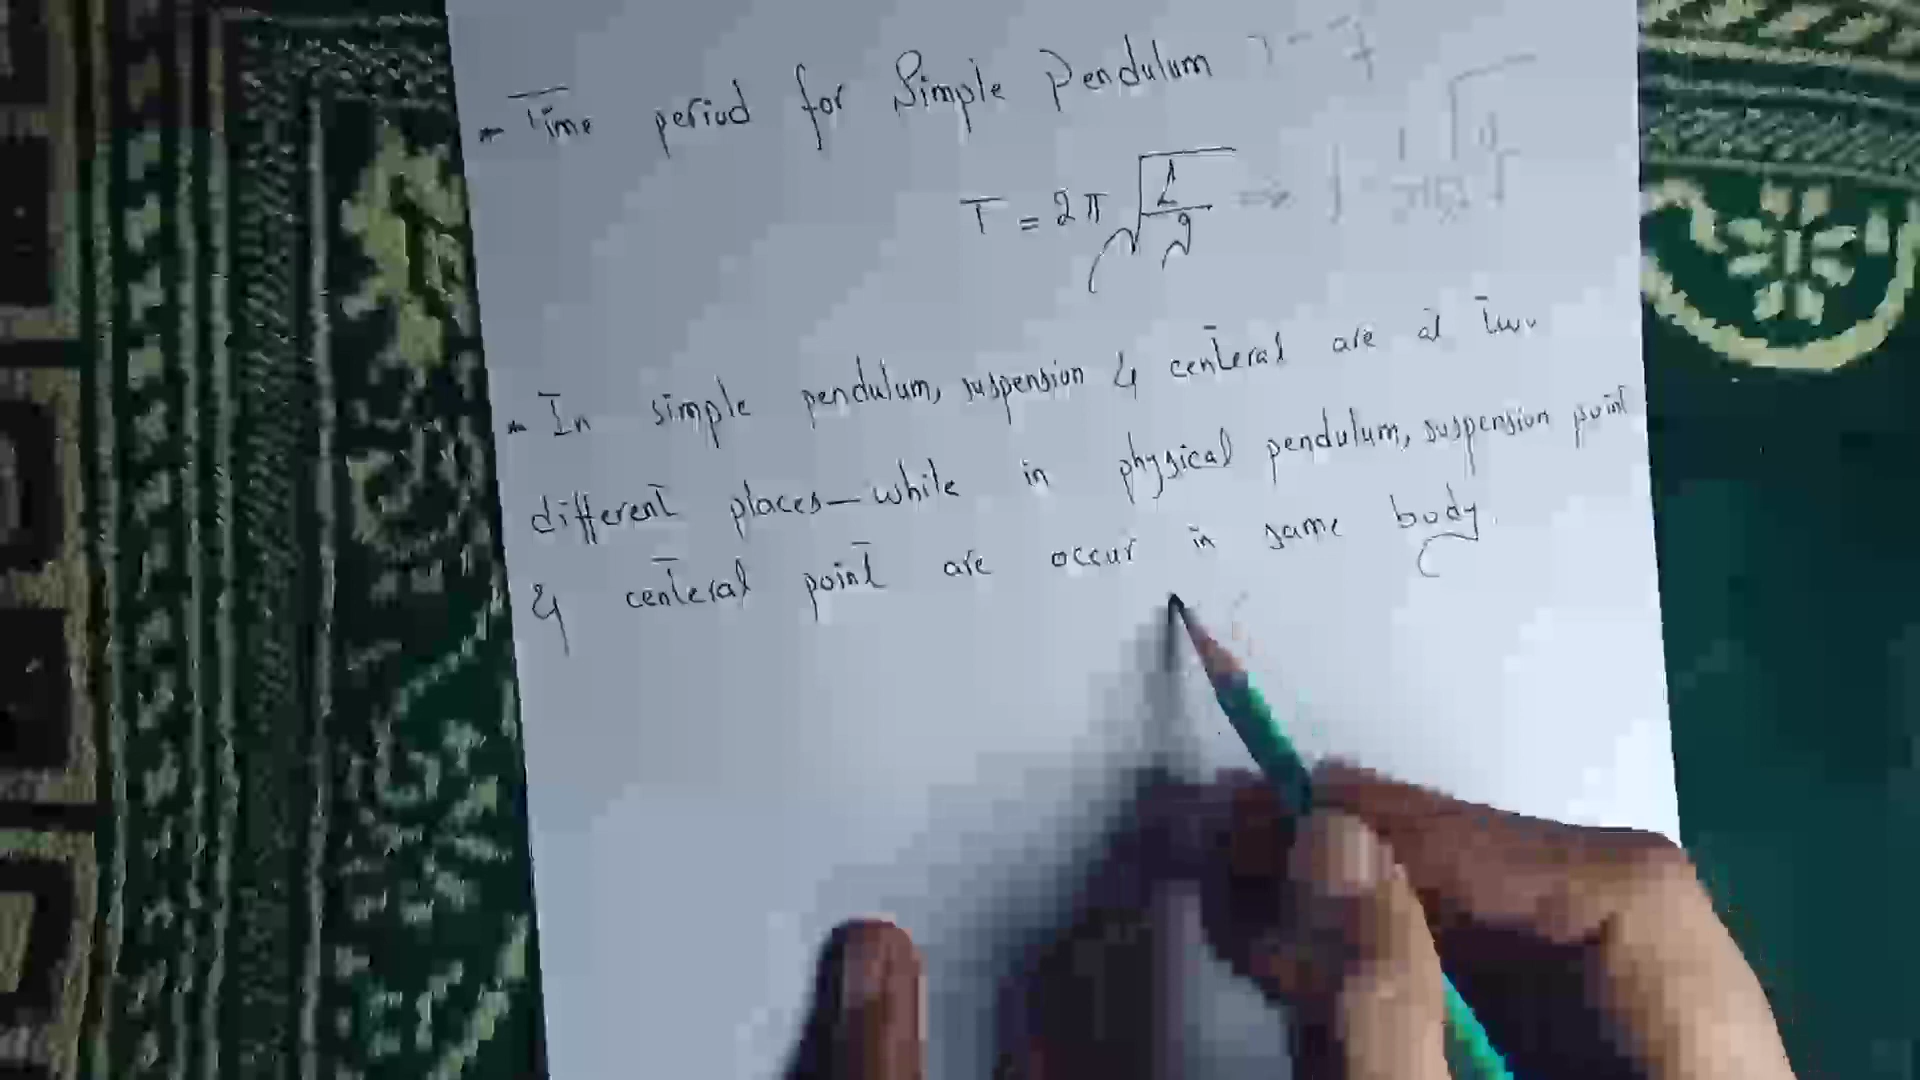 - Time period for Simple Pendulum
T = 2π √L/g ⇒
- In simple pendulum, suspension & centeral are at two
different places—while in physical pendulum, suspension point
& centeral point are occur in same body.